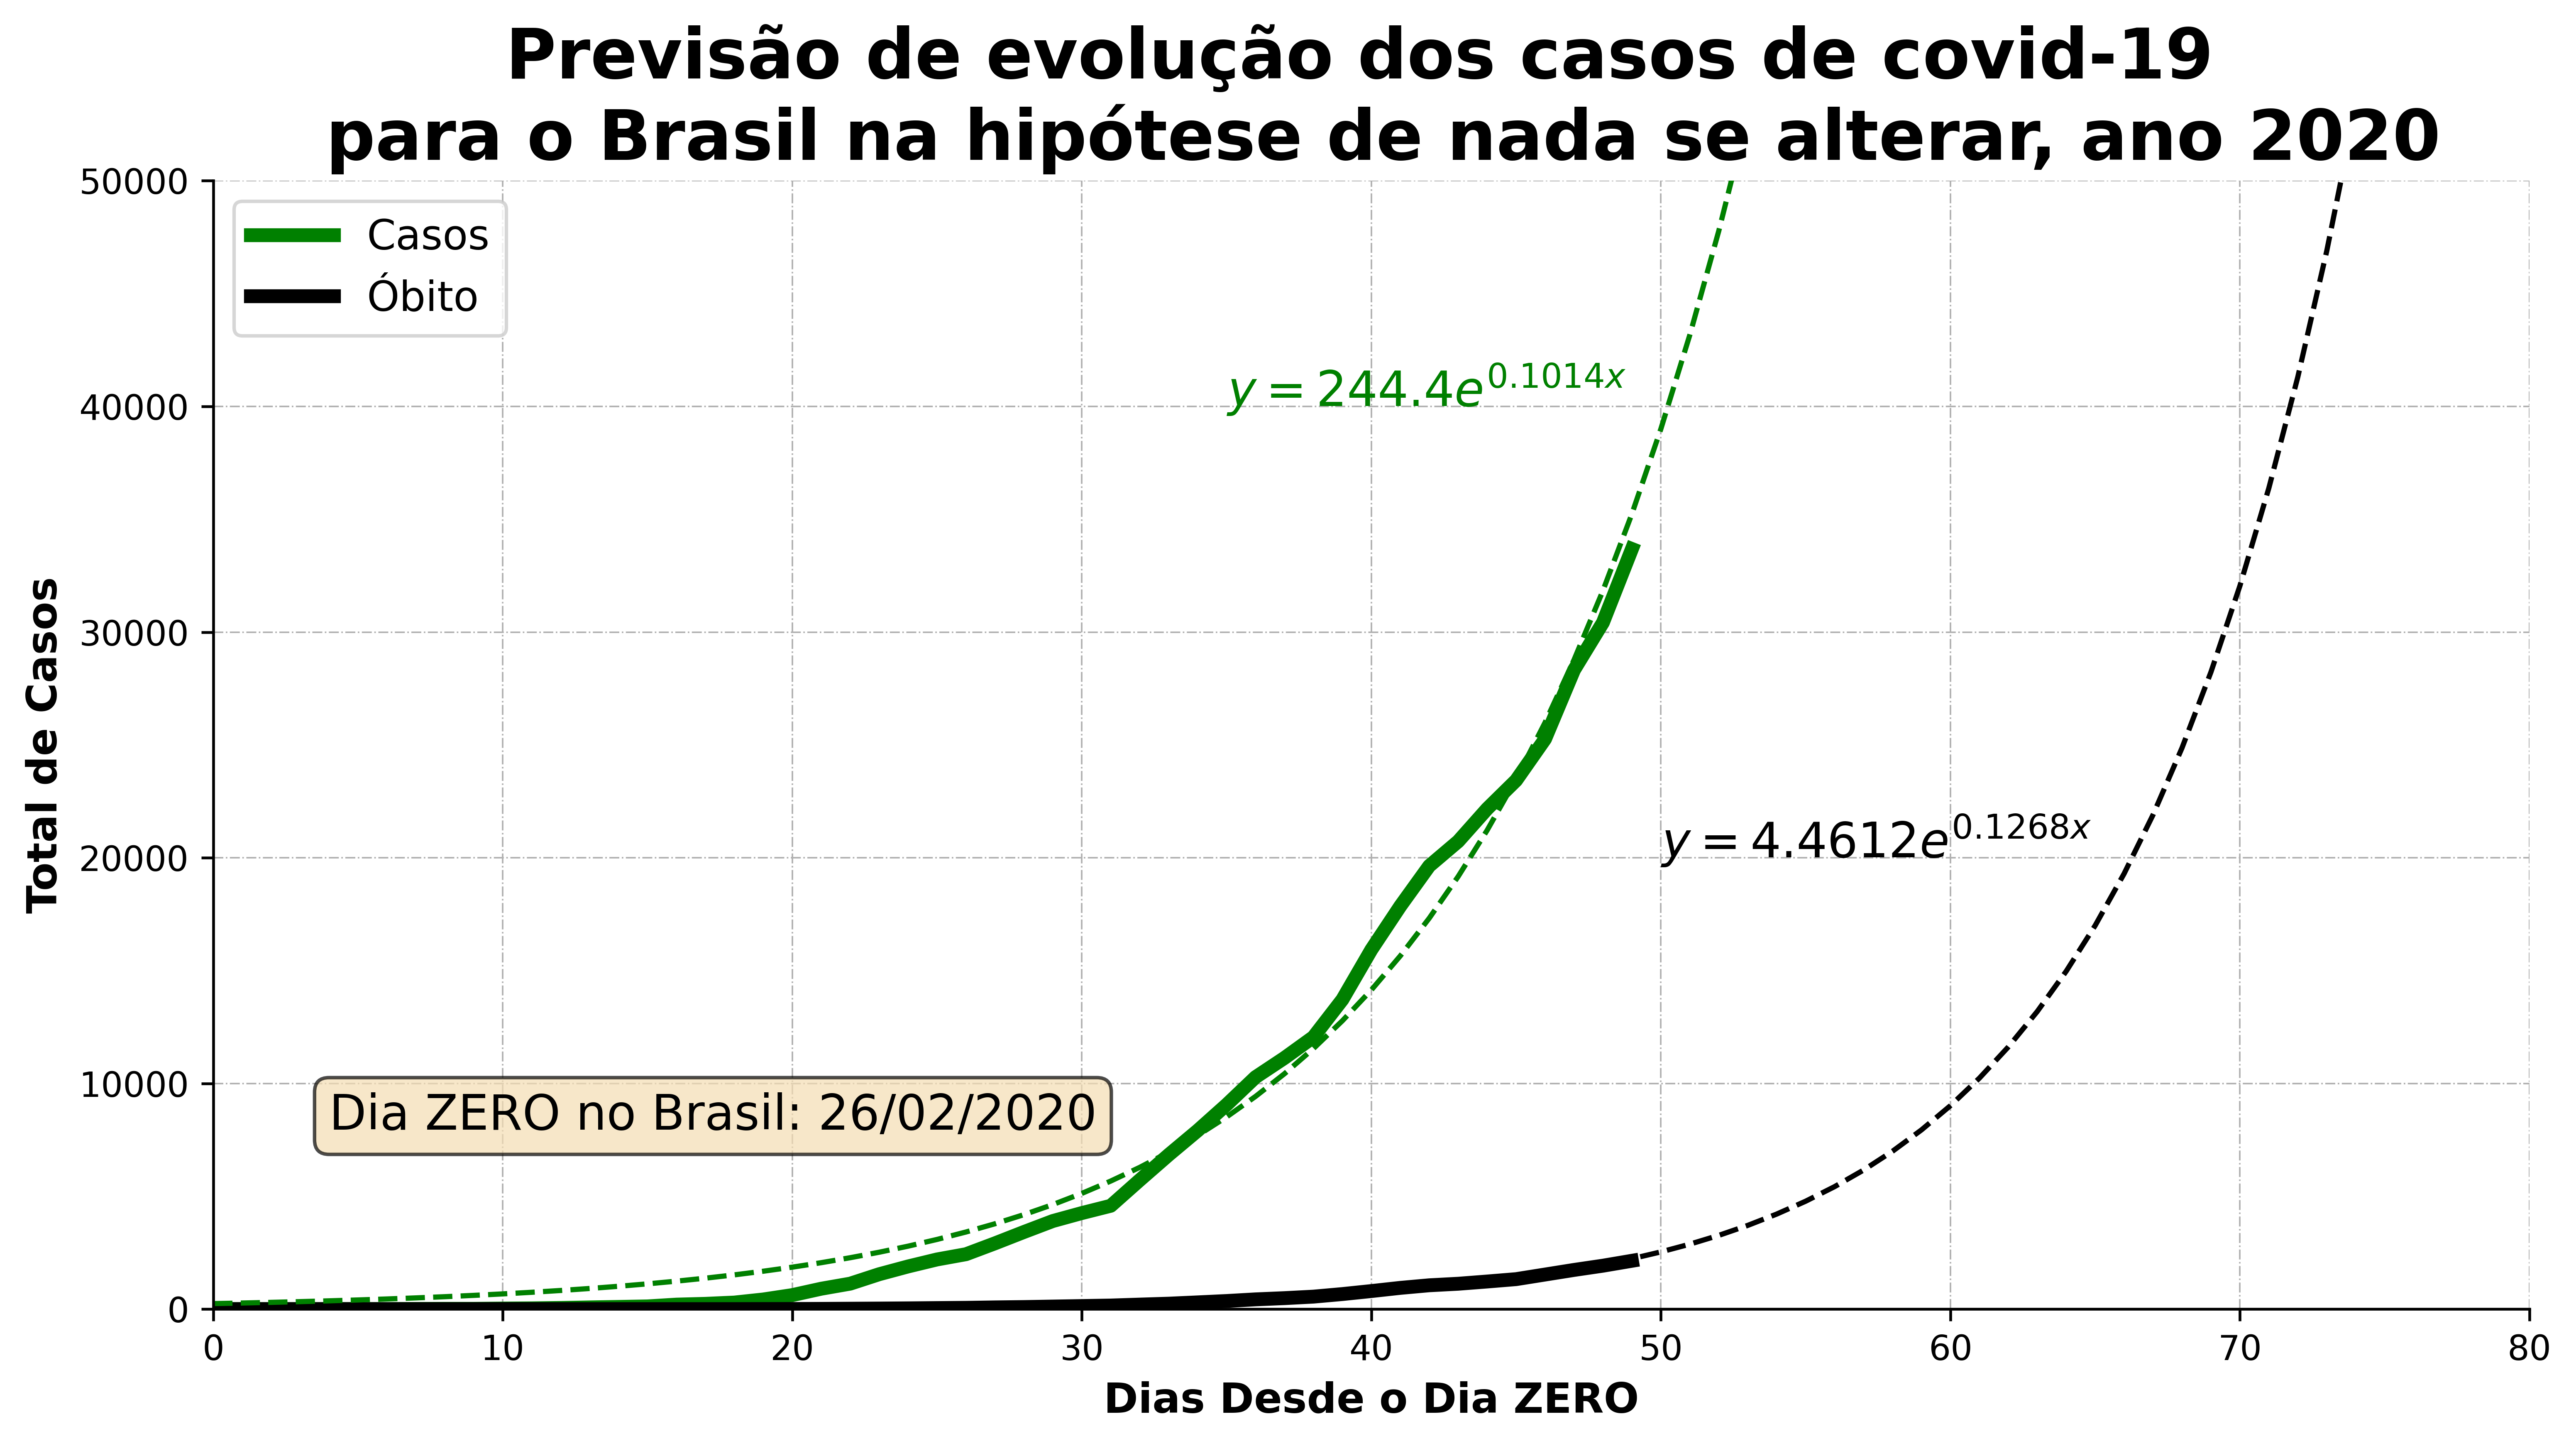 Previsão de evolução dos casos de covid-19
para o Brasil na hipótese de nada se alterar, ano 2020
50000
40000
30000
20000
10000
0
Total de Casos
Casos
Óbito
y = 244.4e^{0.1014x}
y = 4.4612e^{0.1268x}
Dia ZERO no Brasil: 26/02/2020
0 10 20 30 40 50 60 70 80
Dias Desde o Dia ZERO